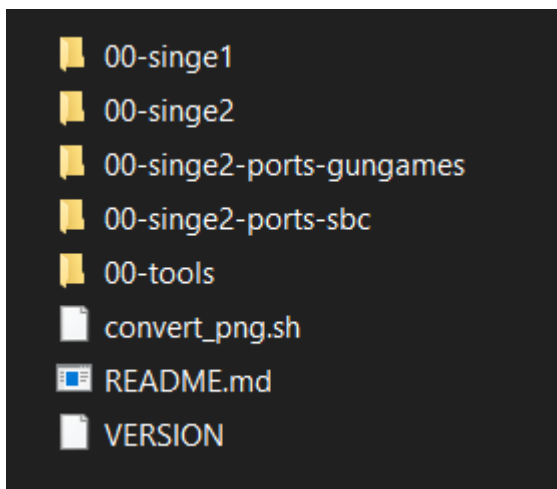 00-singe1
00-singe2
00-singe2-ports-gungames
00-singe2-ports-sbc
00-tools
convert_png.sh
README.md
VERSION